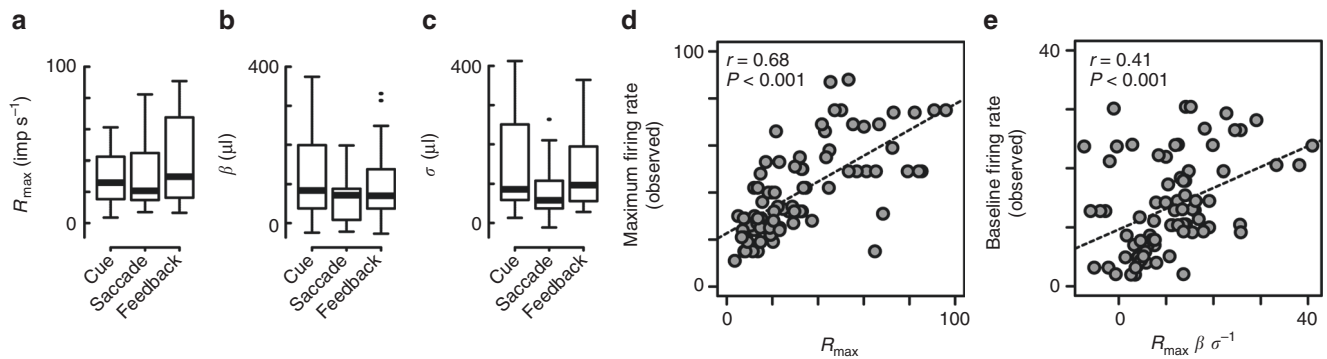 a
100
0
R_max (imp s⁻¹)
Cue
Saccade
Feedback
b
400
0
β (µl)
Cue
Saccade
Feedback
c
400
0
σ (µl)
Cue
Saccade
Feedback
d
100
0
Maximum firing rate
(observed)
r = 0.68
P < 0.001
0
100
R_max
e
40
0
Baseline firing rate
(observed)
r = 0.41
P < 0.001
0
40
R_max β σ⁻¹